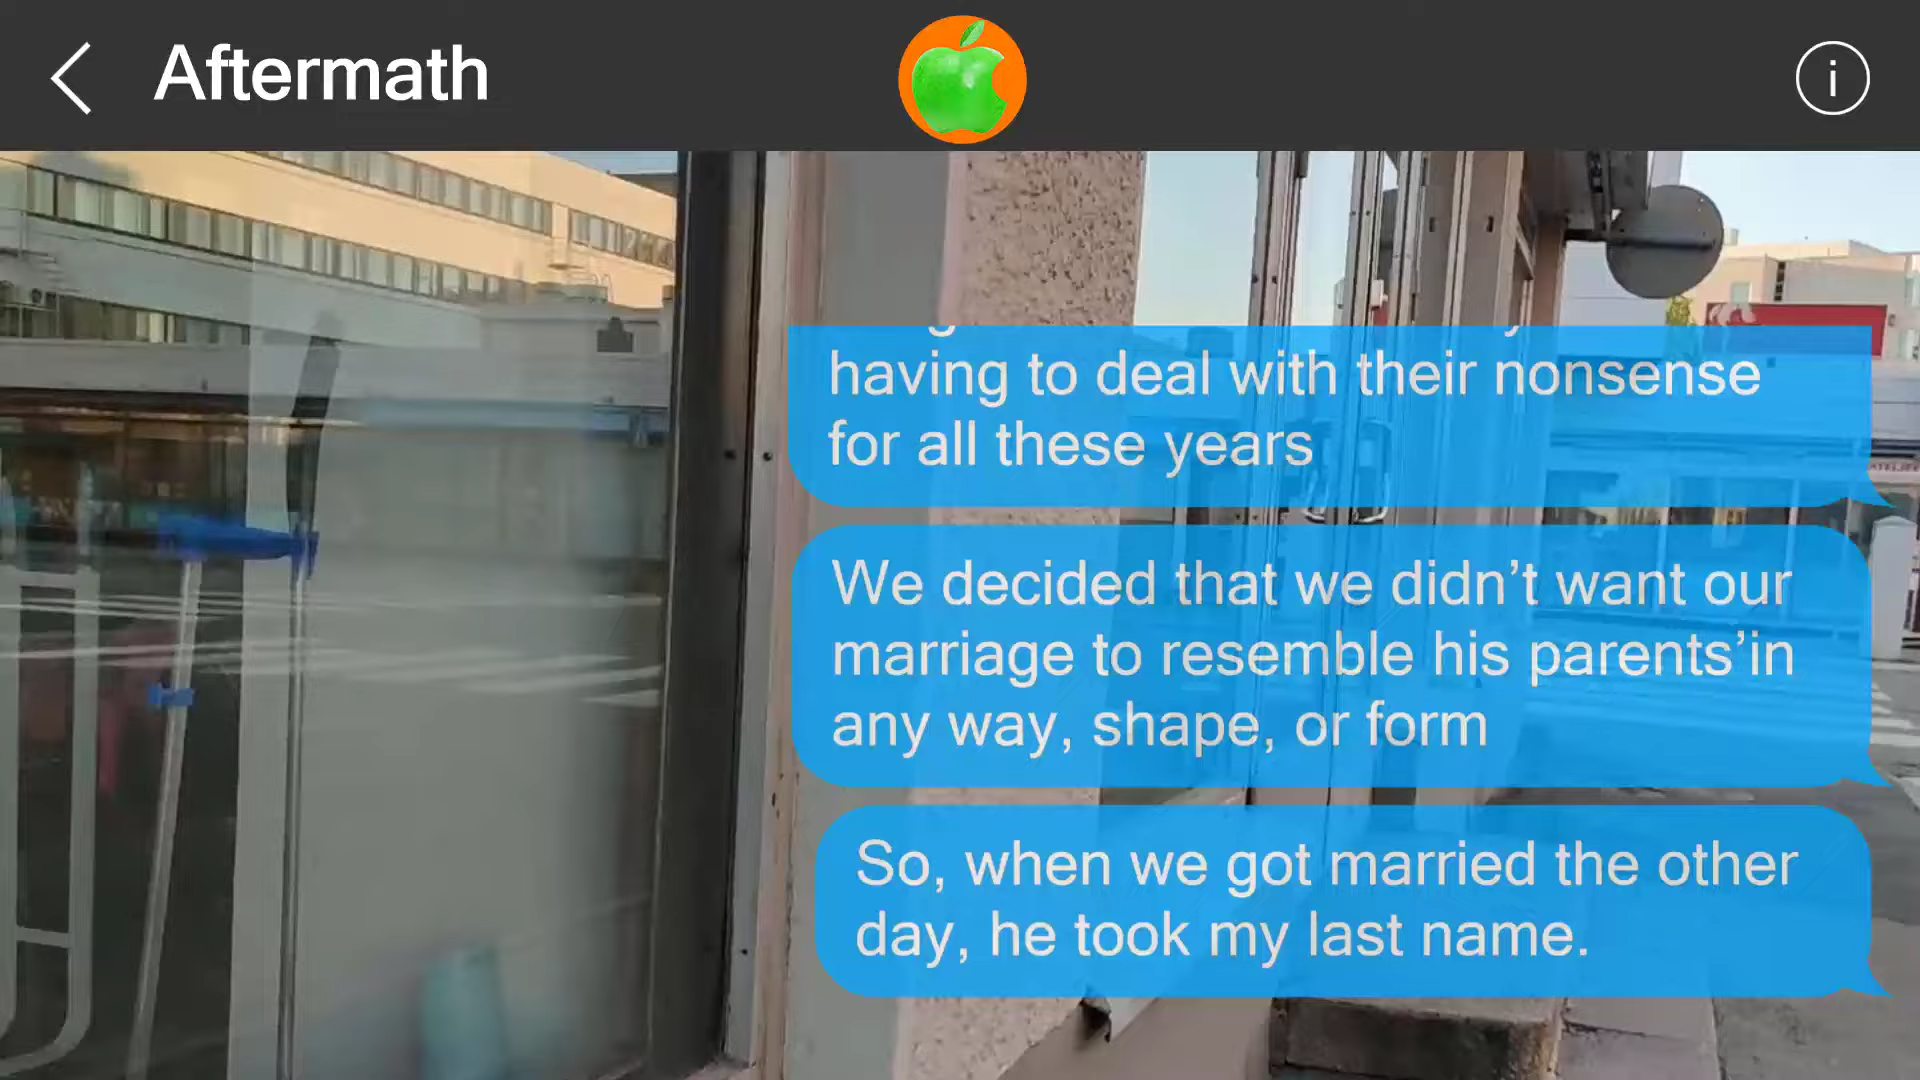 Aftermath
i
having to deal with their nonsense
for all these years
We decided that we didn’t want our
marriage to resemble his parents’in
any way, shape, or form
So, when we got married the other
day, he took my last name.